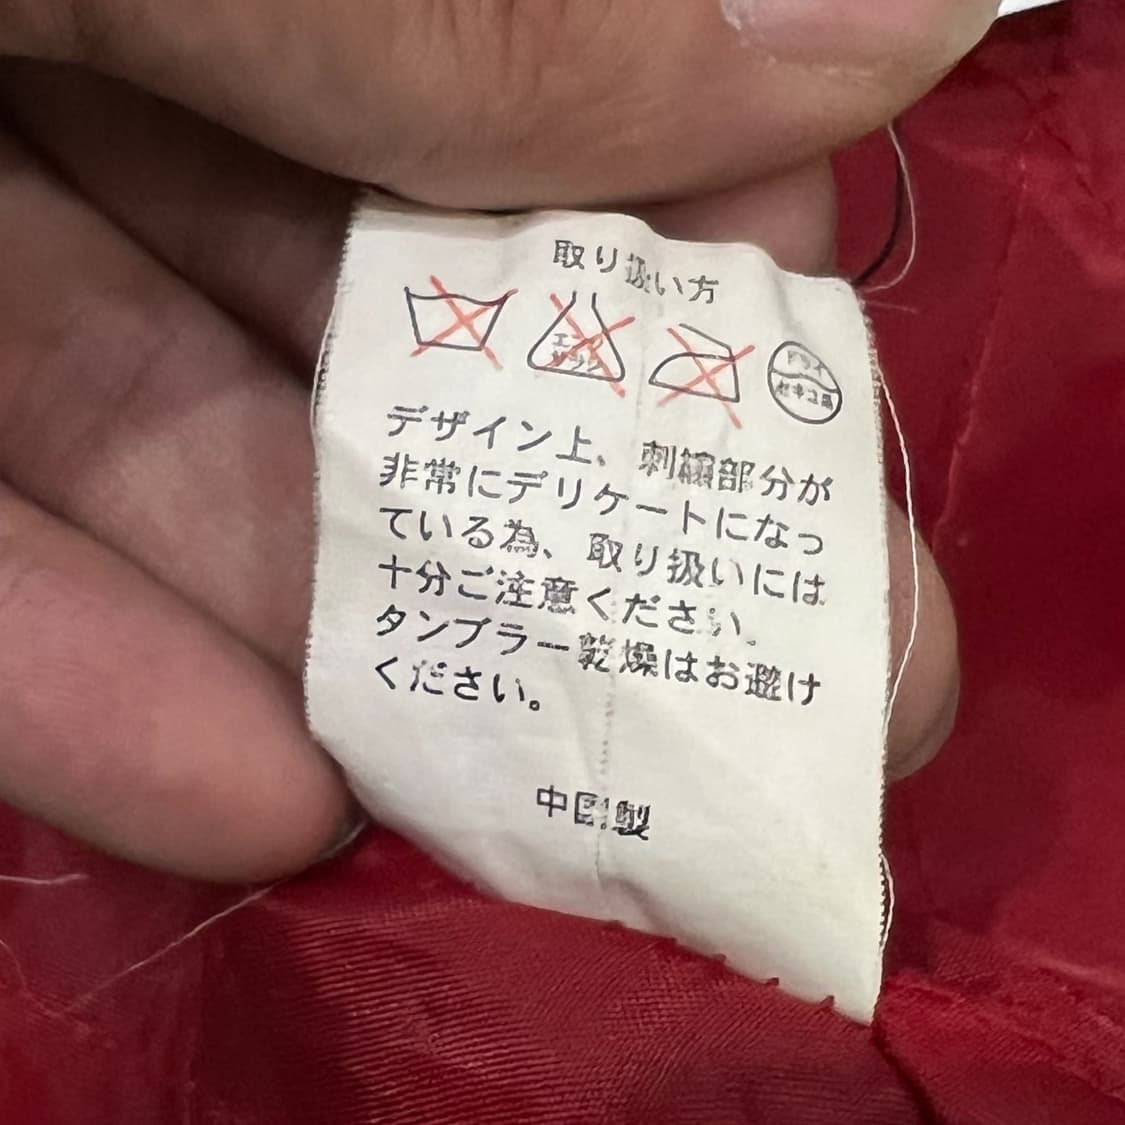 取り扱い方
エンソ
サラシ
ドライ
セキユ系
デザイン上、刺繍部分が
非常にデリケートになっ
ている為、取り扱いには
十分ご注意ください。
タンブラー乾燥はお避け
ください。
中国製